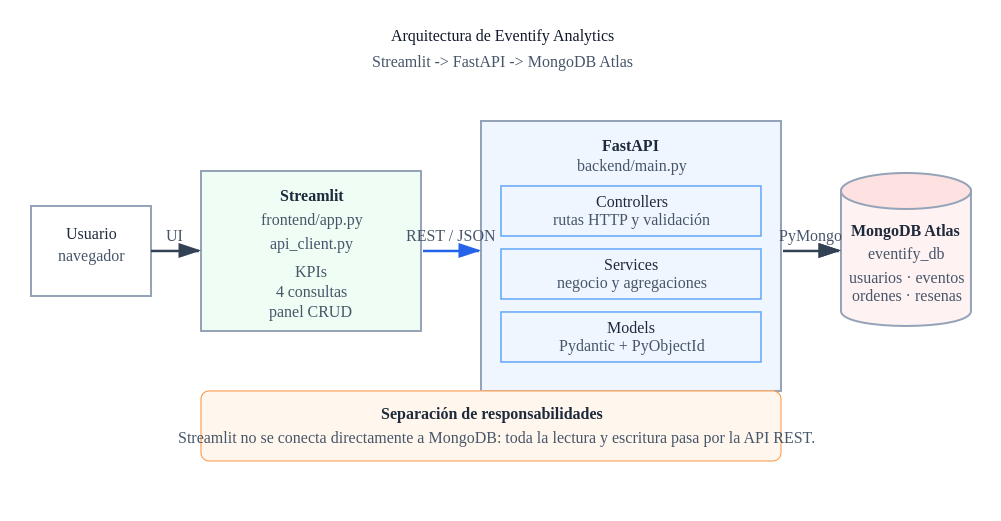 Arquitectura de Eventify Analytics
Streamlit -> FastAPI -> MongoDB Atlas
Usuario
navegador
UI
Streamlit
frontend/app.py
api_client.py
KPIs
4 consultas
panel CRUD
REST / JSON
FastAPI
backend/main.py
Controllers
rutas HTTP y validación
Services
negocio y agregaciones
Models
Pydantic + PyObjectId
PyMongo
MongoDB Atlas
eventify_db
usuarios · eventos
ordenes · resenas
Separación de responsabilidades
Streamlit no se conecta directamente a MongoDB: toda la lectura y escritura pasa por la API REST.